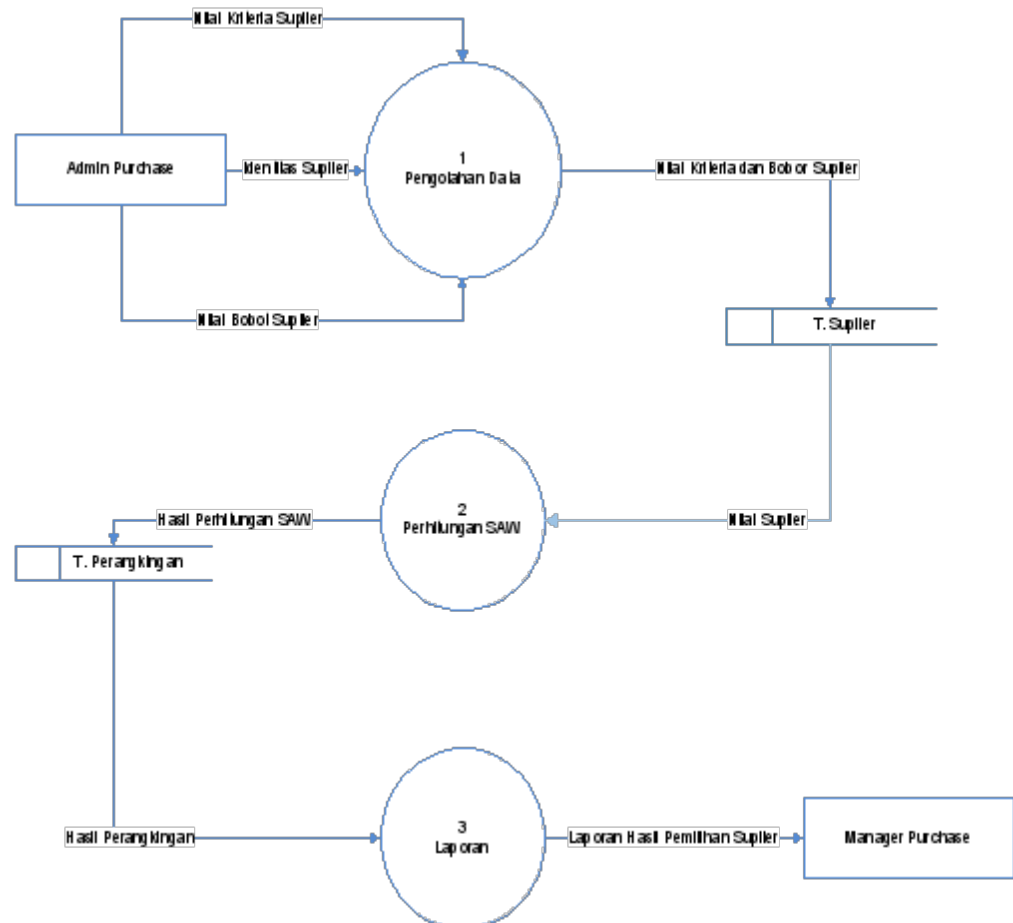 Nilai Kriteria Suplier
Admin Purchase
Identitas Suplier
1
Pengolahan Data
Nilai Kriteria dan Bobor Suplier
Nilai Bobot Suplier
T. Suplier
2
Perhitungan SAW
Hasil Perhitungan SAW
Nilai Suplier
T. Perangkingan
3
Laporan
Hasil Perangkingan
Laporan Hasil Pemilihan Suplier
Manager Purchase